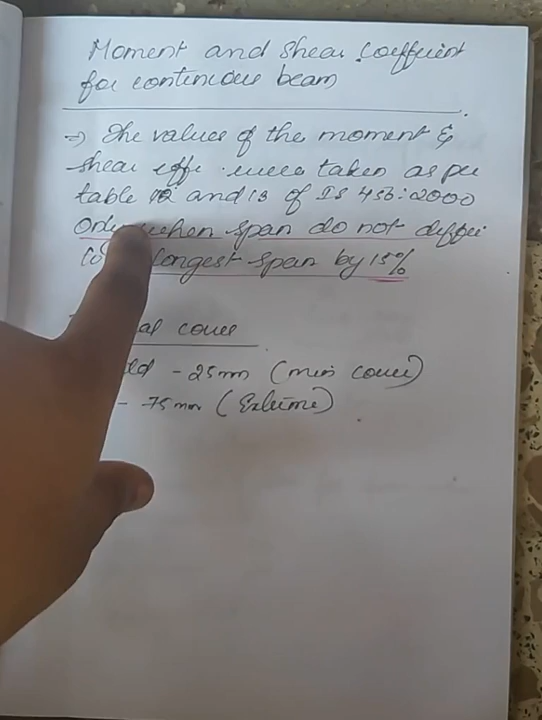 Moment and Shear Coefficient
for continuous beam
→ The values of the moment &
shear effi were taken as per
table 12 and 13 of IS 456:2000
Only when span do not differ
longest span by 15%
cover
- 25mm (min cover)
- 75mm (Extreme)